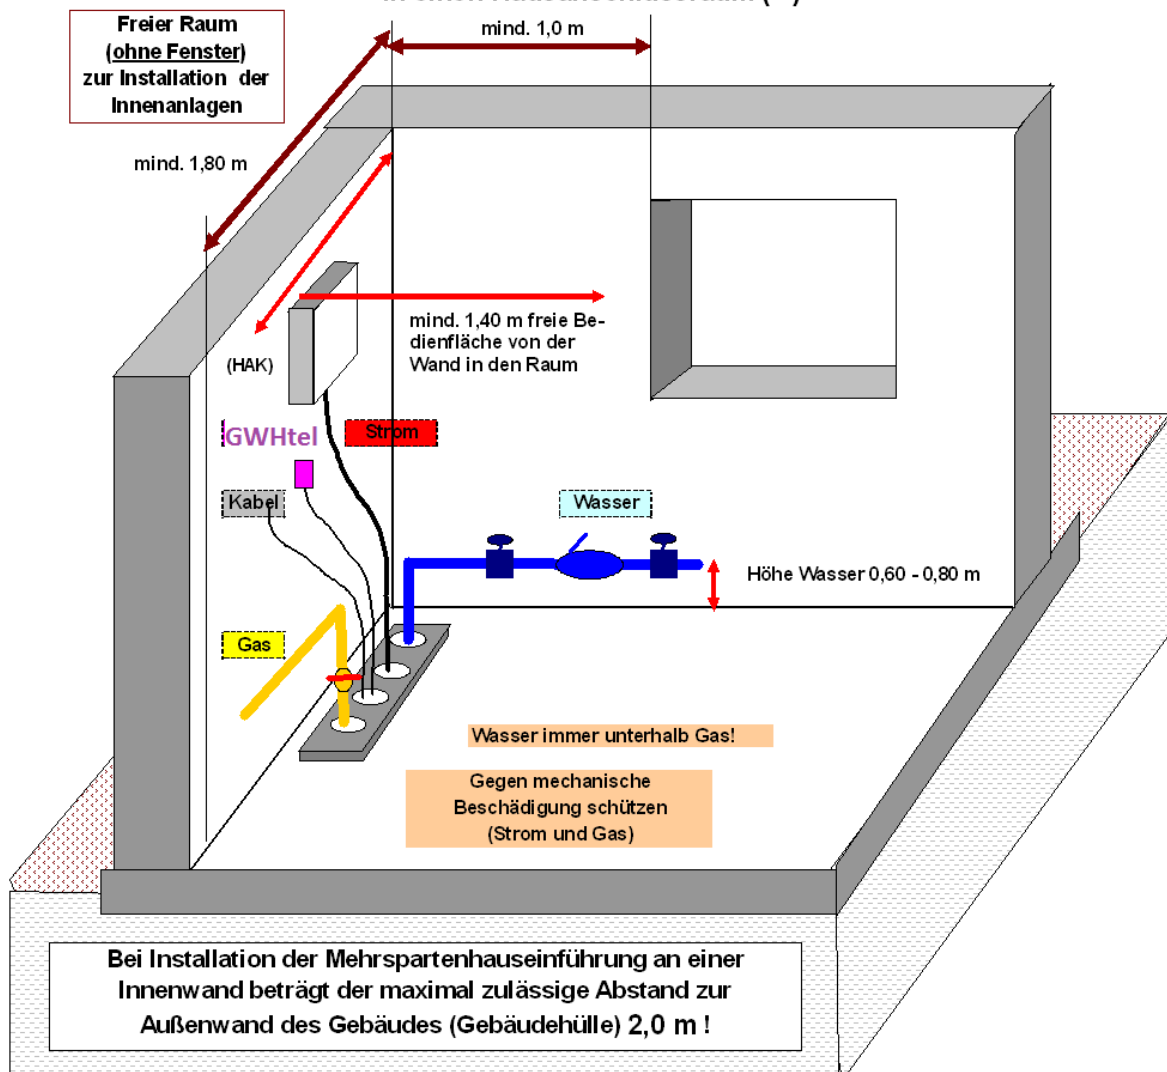 Freier Raum
(ohne Fenster)
zur Installation der
Innenanlagen
mind. 1,0 m
mind. 1,80 m
mind. 1,40 m freie Be-
dienfläche von der
Wand in den Raum
(HAK)
GWHtel
Strom
Kabel
Wasser
Höhe Wasser 0,60 - 0,80 m
Gas
Wasser immer unterhalb Gas!
Gegen mechanische
Beschädigung schützen
(Strom und Gas)
Bei Installation der Mehrspartenhauseinführung an einer
Innenwand beträgt der maximal zulässige Abstand zur
Außenwand des Gebäudes (Gebäudehülle) 2,0 m !